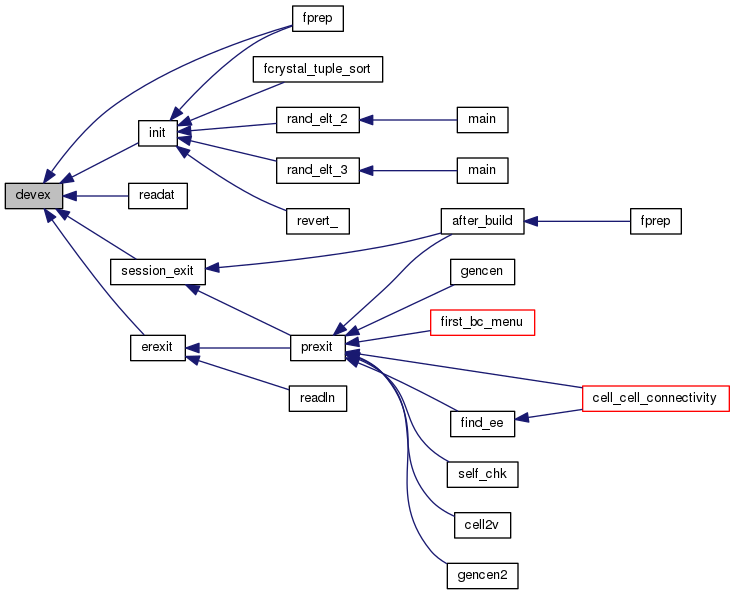 fprep
fcrystal_tuple_sort
rand_elt_2
main
init
rand_elt_3
main
devex
readat
revert_
after_build
fprep
session_exit
gencen
first_bc_menu
erexit
prexit
readln
cell_cell_connectivity
find_ee
self_chk
cell2v
gencen2